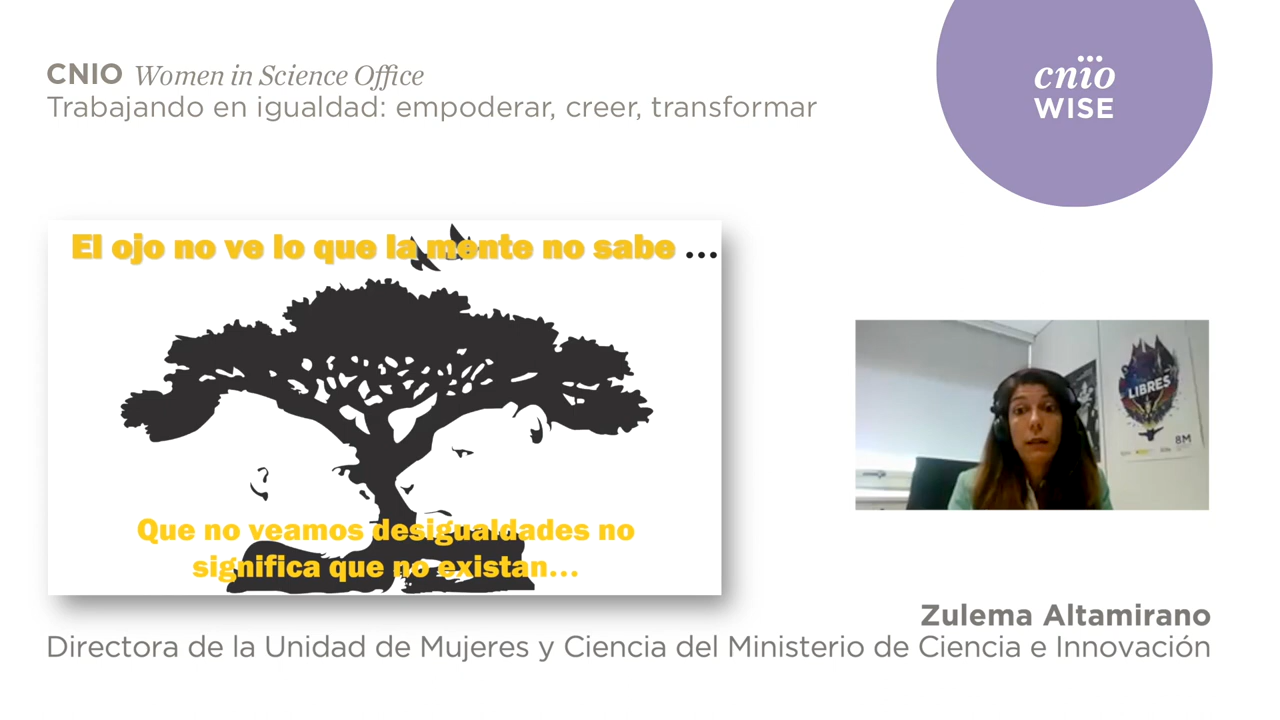 CNIO Women in Science Office
Trabajando en igualdad: empoderar, creer, transformar
cnio
WISE
El ojo no ve lo que la mente no sabe ...
Que no veamos desigualdades no
significa que no existan...
LIBRES
8M
Zulema Altamirano
Directora de la Unidad de Mujeres y Ciencia del Ministerio de Ciencia e Innovación